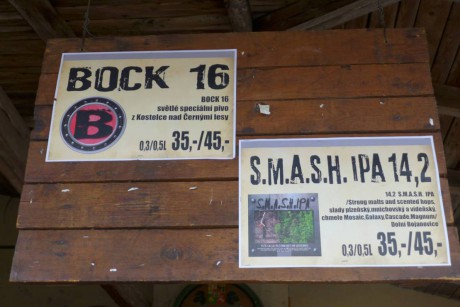 BOCK 16
BOCK 16
světlé speciální pivo
z Kostelce nad Černými lesy
B
0,3/0,5L 35,-/45,-
S.M.A.S.H. IPA 14,2
14,2 S.M.A.S.H. IPA
/Strong malts and scented hops,
slady plzeňský,mnichovský a vídeňský
chmele Mosaic,Galaxy,Cascade,Magnum/
Dolní Bojanovice
S.M.A.S.H. IPA
0,3/0,5L 35,-/45,-